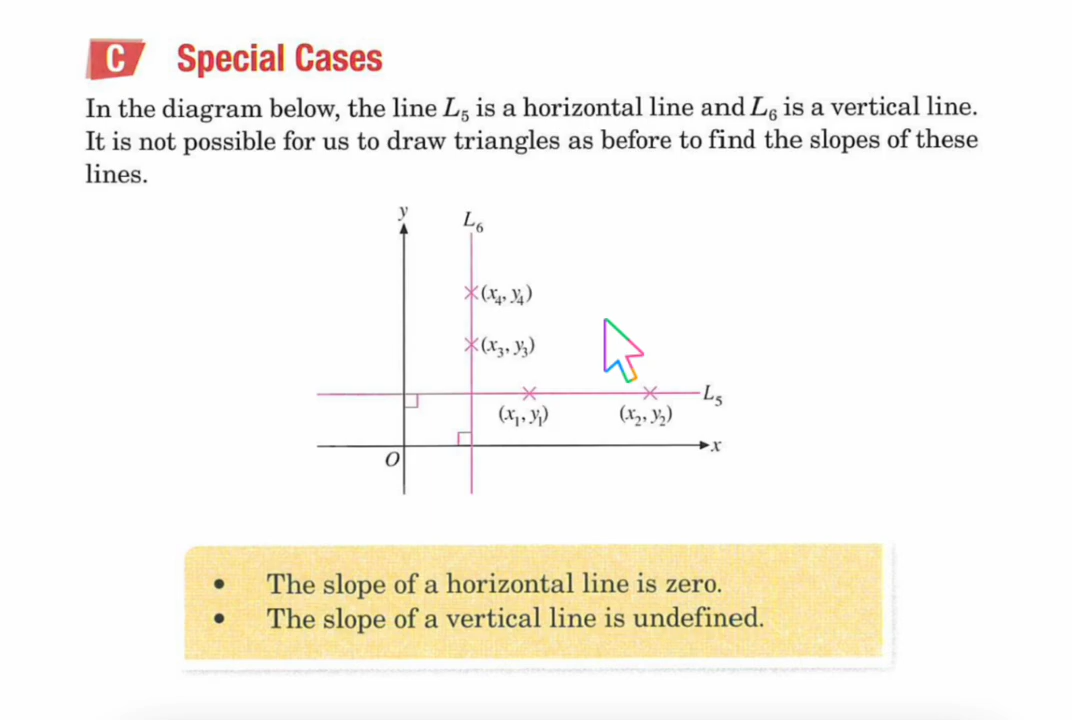 C Special Cases
In the diagram below, the line L₅ is a horizontal line and L₆ is a vertical line.
It is not possible for us to draw triangles as before to find the slopes of these
lines.
y
L₆
(x₄, y₄)
(x₃, y₃)
L₅
(x₁, y₁)
(x₂, y₂)
x
O
• The slope of a horizontal line is zero.
• The slope of a vertical line is undefined.